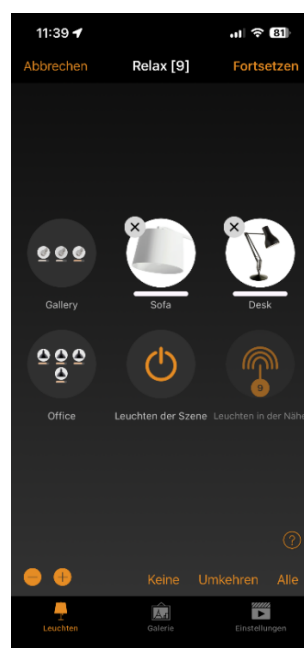 11:39 81
Abbrechen Relax [9] Fortsetzen
Gallery Sofa Desk
9
Office Leuchten der Szene Leuchten in der Nähe
?
Keine Umkehren Alle
Leuchten Galerie Einstellungen